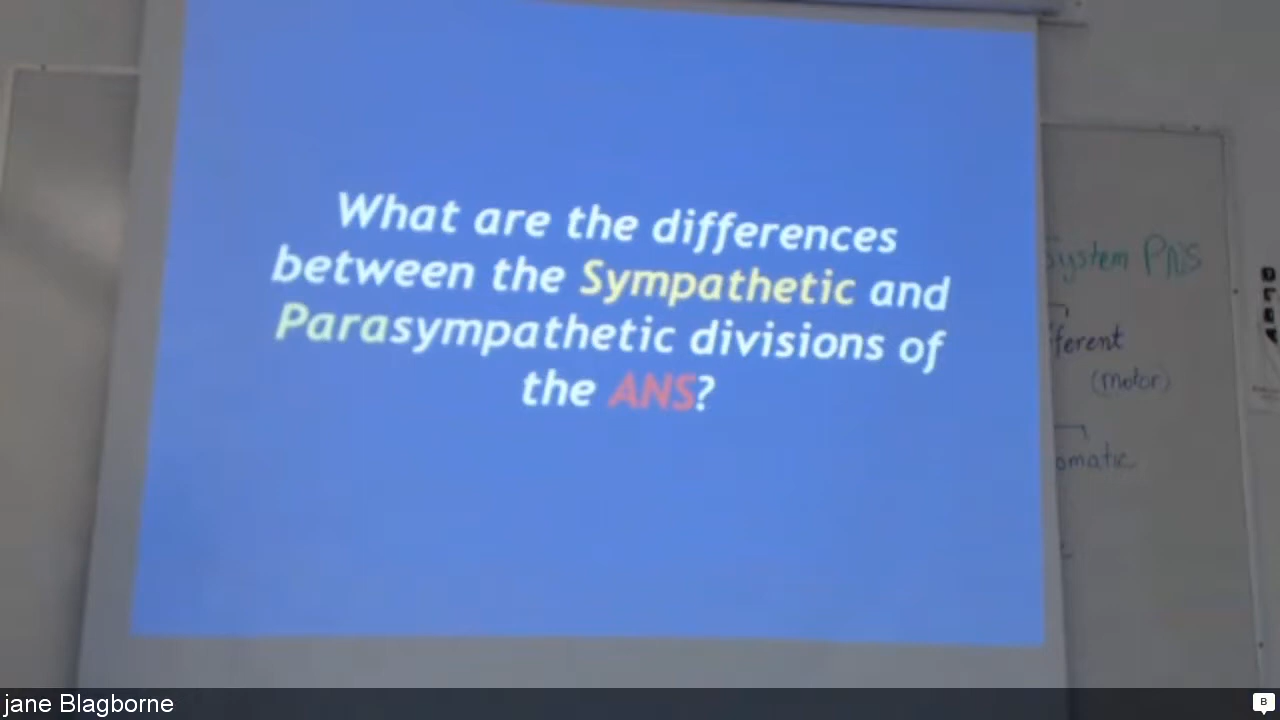 What are the differences
between the Sympathetic and
Parasympathetic divisions of
the ANS?
System PNS
fferent
(motor)
omatic
jane Blagborne
B